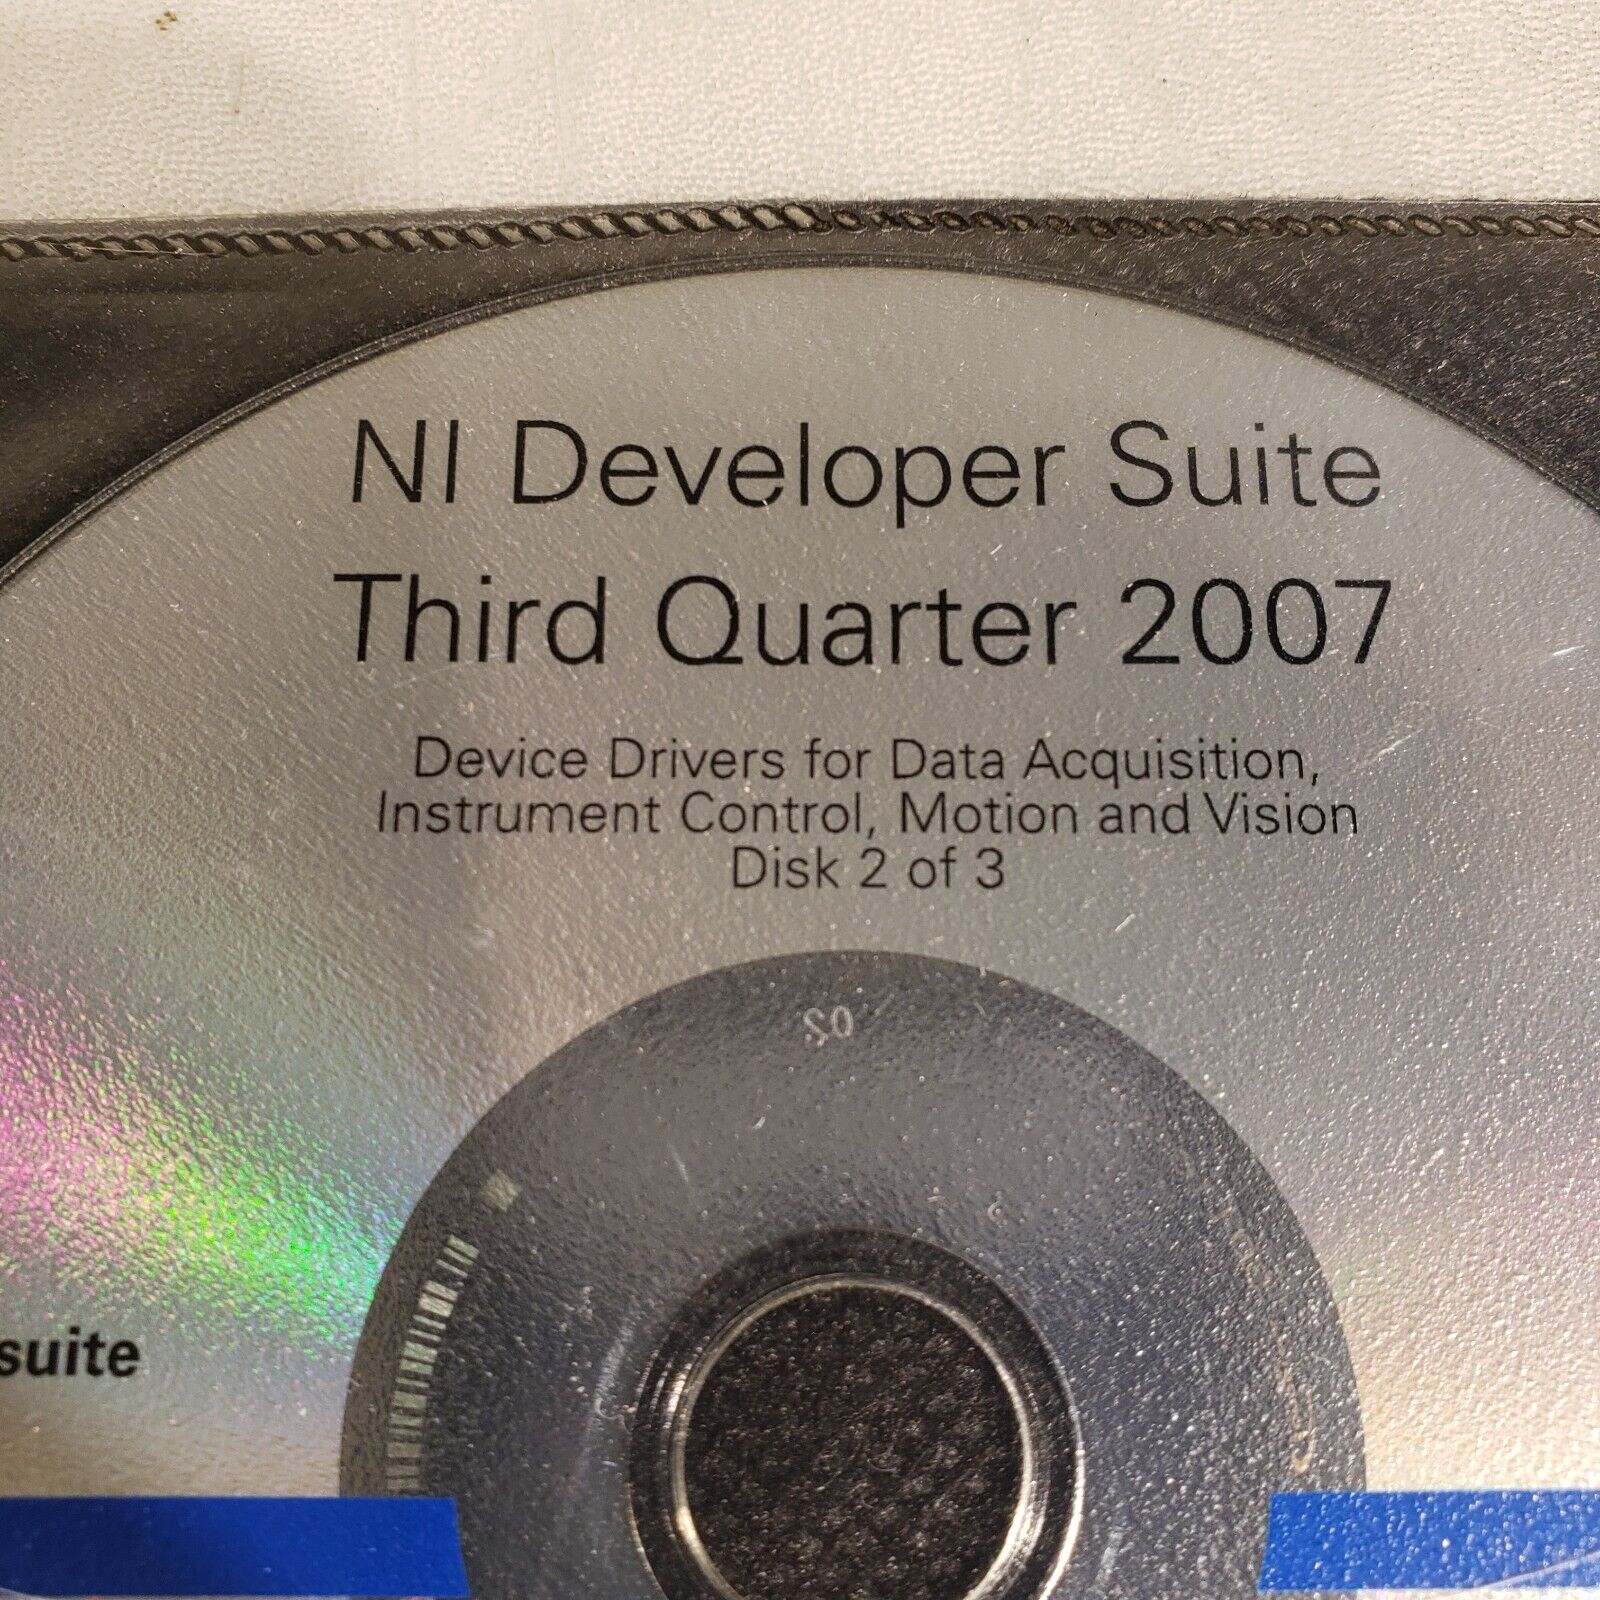 NI Developer Suite
Third Quarter 2007
Device Drivers for Data Acquisition,
Instrument Control, Motion and Vision
Disk 2 of 3
suite